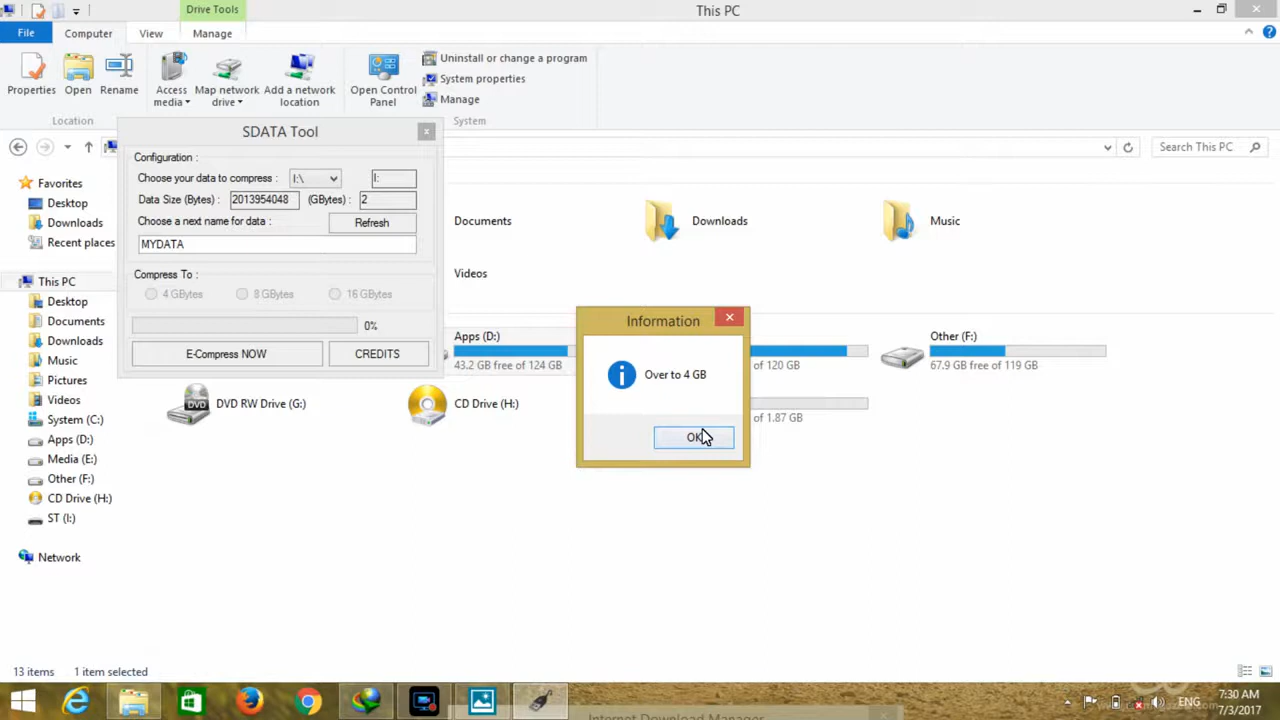 Drive Tools
This PC
File
Computer
View
Manage
Properties
Open
Rename
Access media
Map network drive
Add a network location
Open Control Panel
Uninstall or change a program
System properties
Manage
Location
System
Search This PC
SDATA Tool
Configuration :
Choose your data to compress :
I:\
I:
Data Size (Bytes) :
2013954048
(GBytes) :
2
Choose a next name for data :
Refresh
MYDATA
Compress To :
4 GBytes
8 GBytes
16 GBytes
0%
E-Compress NOW
CREDITS
Favorites
Desktop
Downloads
Recent places
This PC
Desktop
Documents
Downloads
Music
Pictures
Videos
System (C:)
Apps (D:)
Media (E:)
Other (F:)
CD Drive (H:)
ST (I:)
Network
Documents
Downloads
Music
Videos
Apps (D:)
43.2 GB free of 124 GB
of 120 GB
Other (F:)
67.9 GB free of 119 GB
DVD RW Drive (G:)
DVD
CD Drive (H:)
of 1.87 GB
Information
Over to 4 GB
OK
13 items
1 item selected
Internet Download Manager
ENG
7:30 AM
7/3/2017